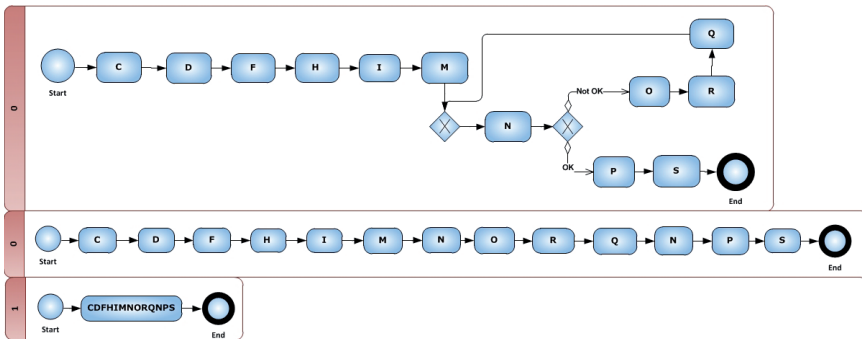 0
Start
C
D
F
H
I
M
N
Not OK
O
R
Q
OK
P
S
End
0
Start
C
D
F
H
I
M
N
O
R
Q
N
P
S
End
1
Start
CDFHIMNORQNPS
End